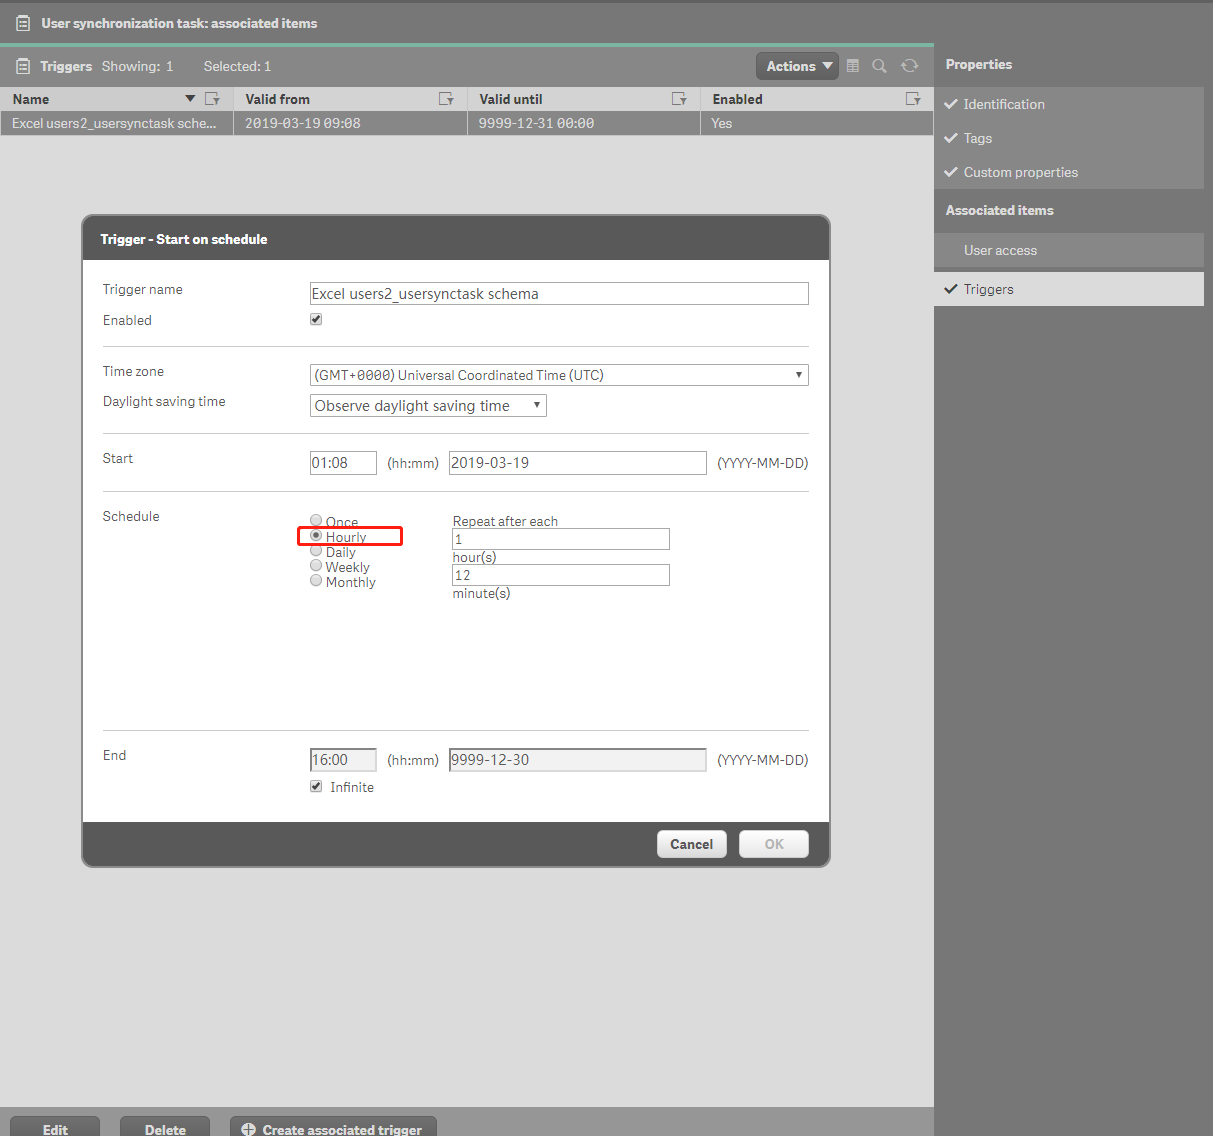 User synchronization task: associated items
Triggers Showing: 1 Selected: 1 Actions
Name Valid from Valid until Enabled
Excel users2_usersynctask sche... 2019-03-19 09:08 9999-12-31 00:00 Yes
Properties
Identification
Tags
Custom properties
Associated items
User access
Triggers
Trigger - Start on schedule
Trigger name Excel users2_usersynctask schema
Enabled
Time zone (GMT+0000) Universal Coordinated Time (UTC)
Daylight saving time Observe daylight saving time
Start 01:08 (hh:mm) 2019-03-19 (YYYY-MM-DD)
Schedule
Once
Hourly
Daily
Weekly
Monthly
Repeat after each
1
hour(s)
12
minute(s)
End 16:00 (hh:mm) 9999-12-30 (YYYY-MM-DD)
Infinite
Cancel OK
Edit Delete Create associated trigger